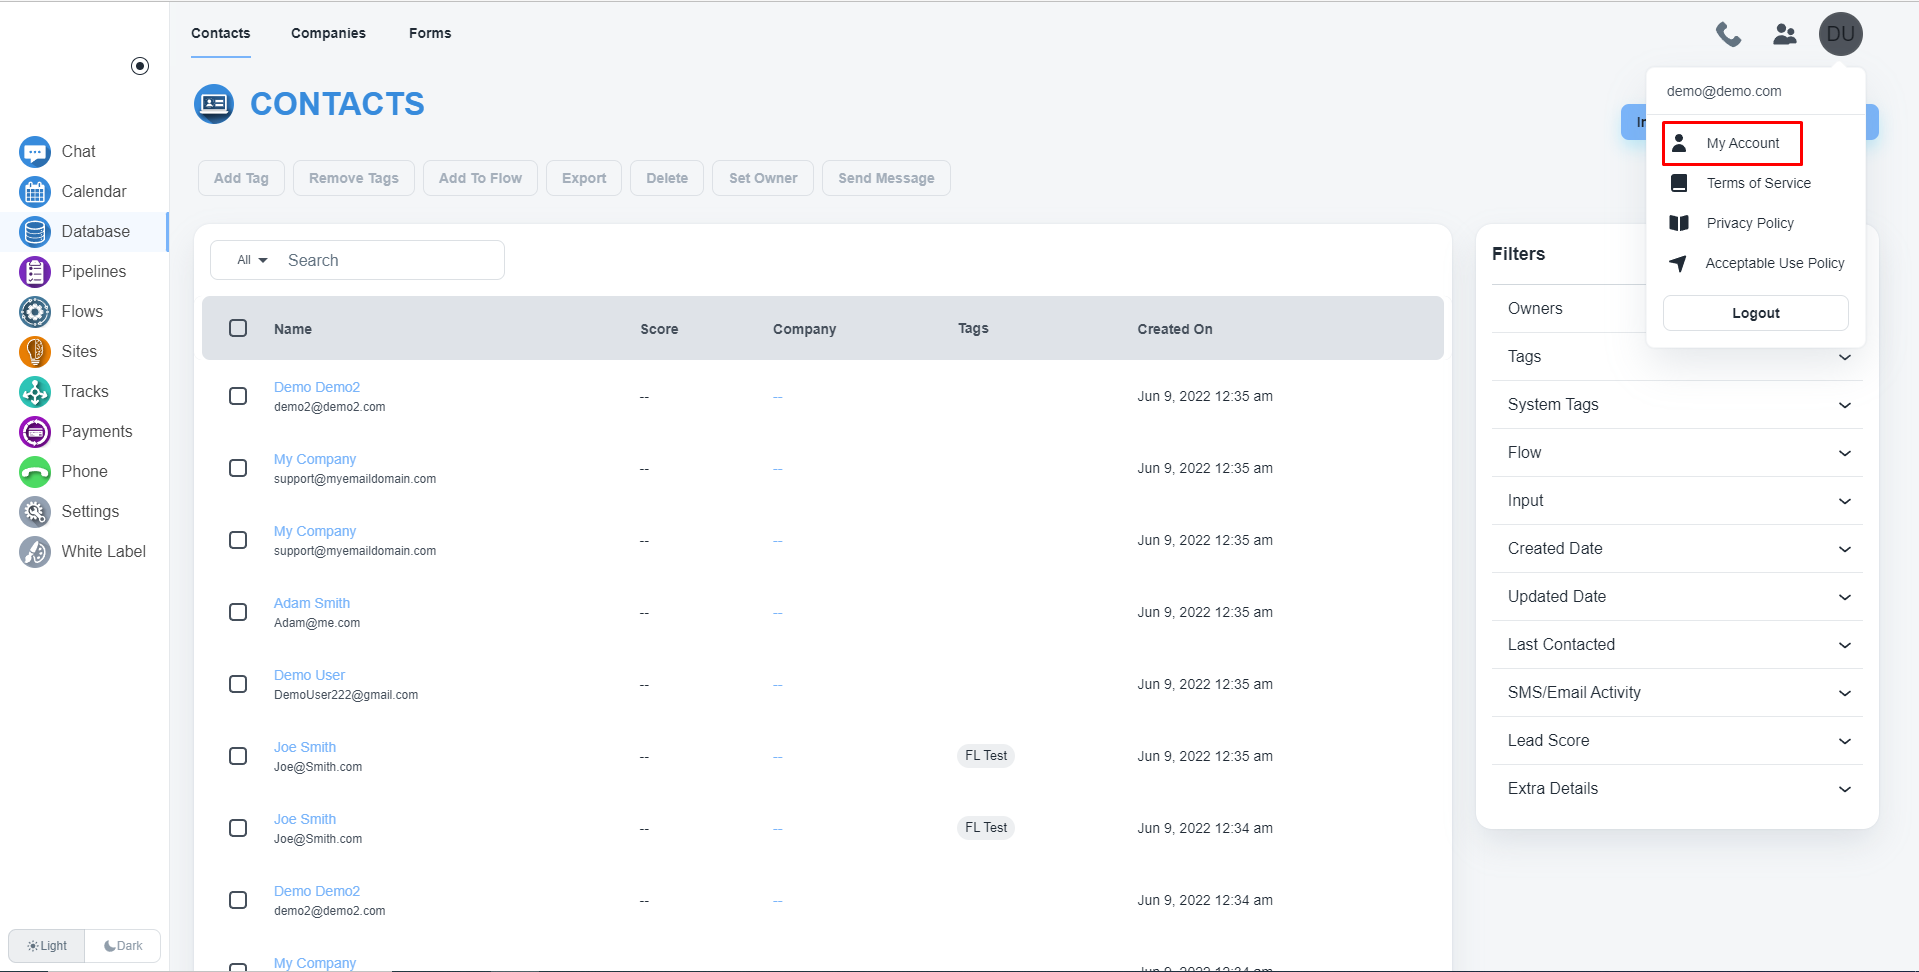 Contacts
Companies
Forms
DU
demo@demo.com
My Account
Terms of Service
Privacy Policy
Acceptable Use Policy
Logout
Chat
Calendar
Database
Pipelines
Flows
Sites
Tracks
Payments
Phone
Settings
White Label
Light
Dark
CONTACTS
Add Tag
Remove Tags
Add To Flow
Export
Delete
Set Owner
Send Message
All
Search
Name Score Company Tags Created On
Demo Demo2
demo2@demo2.com
-- -- Jun 9, 2022 12:35 am
My Company
support@myemaildomain.com
-- -- Jun 9, 2022 12:35 am
My Company
support@myemaildomain.com
-- -- Jun 9, 2022 12:35 am
Adam Smith
Adam@me.com
-- -- Jun 9, 2022 12:35 am
Demo User
DemoUser222@gmail.com
-- -- Jun 9, 2022 12:35 am
Joe Smith
Joe@Smith.com
-- -- FL Test Jun 9, 2022 12:35 am
Joe Smith
Joe@Smith.com
-- -- FL Test Jun 9, 2022 12:34 am
Demo Demo2
demo2@demo2.com
-- -- Jun 9, 2022 12:34 am
My Company
Filters
Owners
Tags
System Tags
Flow
Input
Created Date
Updated Date
Last Contacted
SMS/Email Activity
Lead Score
Extra Details